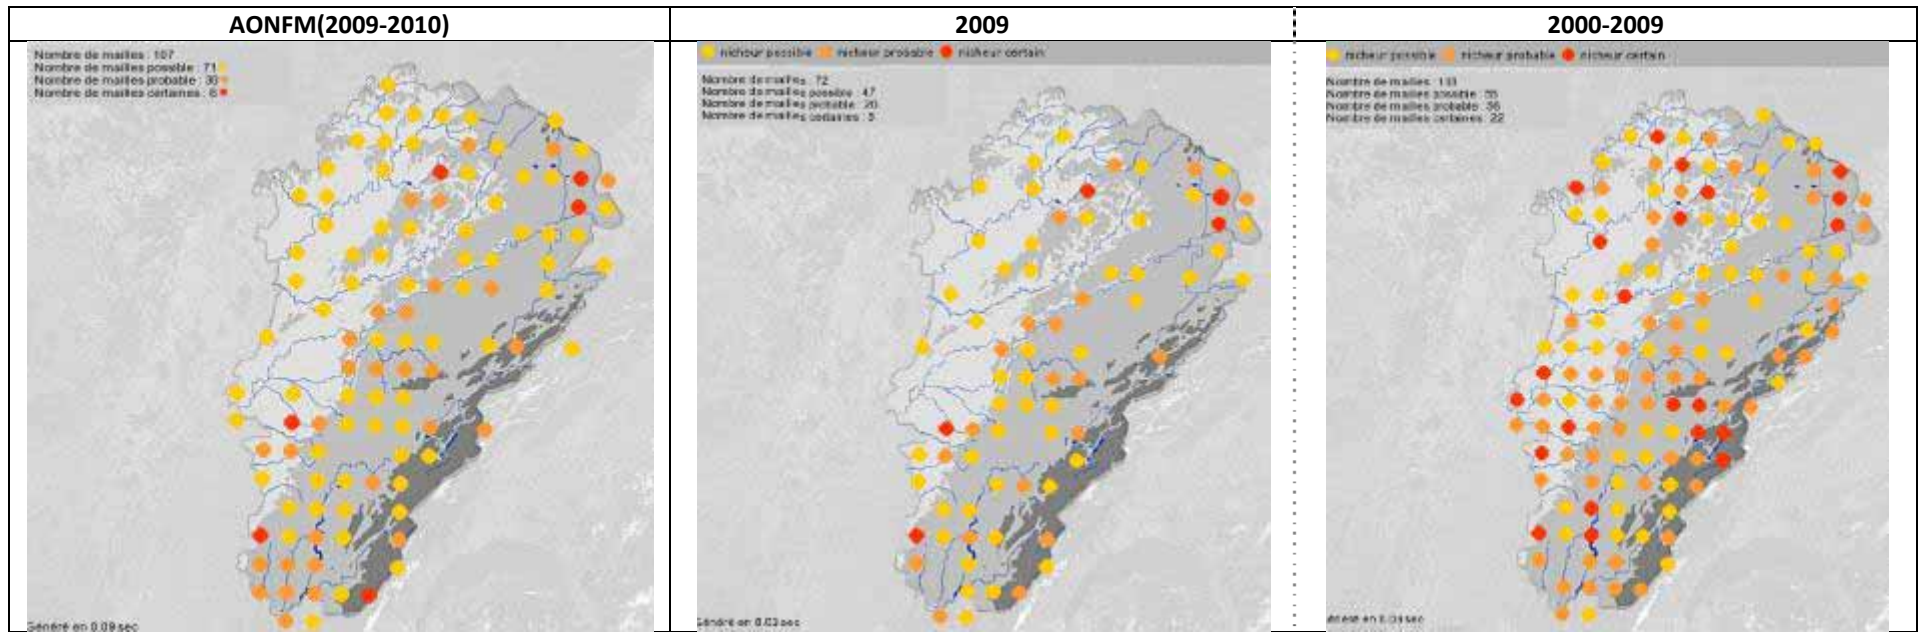 AONFM(2009-2010)
2009
2000-2009
Nombre de mailles : 107
Nombre de mailles possible : 71
Nombre de mailles probable : 30
Nombre de mailles certaines : 6
Généré en 0.09 sec
nicheur possible nicheur probable nicheur certain
Nombre de mailles : 72
Nombre de mailles possible : 47
Nombre de mailles probable : 20
Nombre de mailles certaines : 5
Généré en 0.03 sec
nicheur possible nicheur probable nicheur certain
Nombre de mailles : 113
Nombre de mailles possible : 55
Nombre de mailles probable : 36
Nombre de mailles certaines : 22
Généré en sec